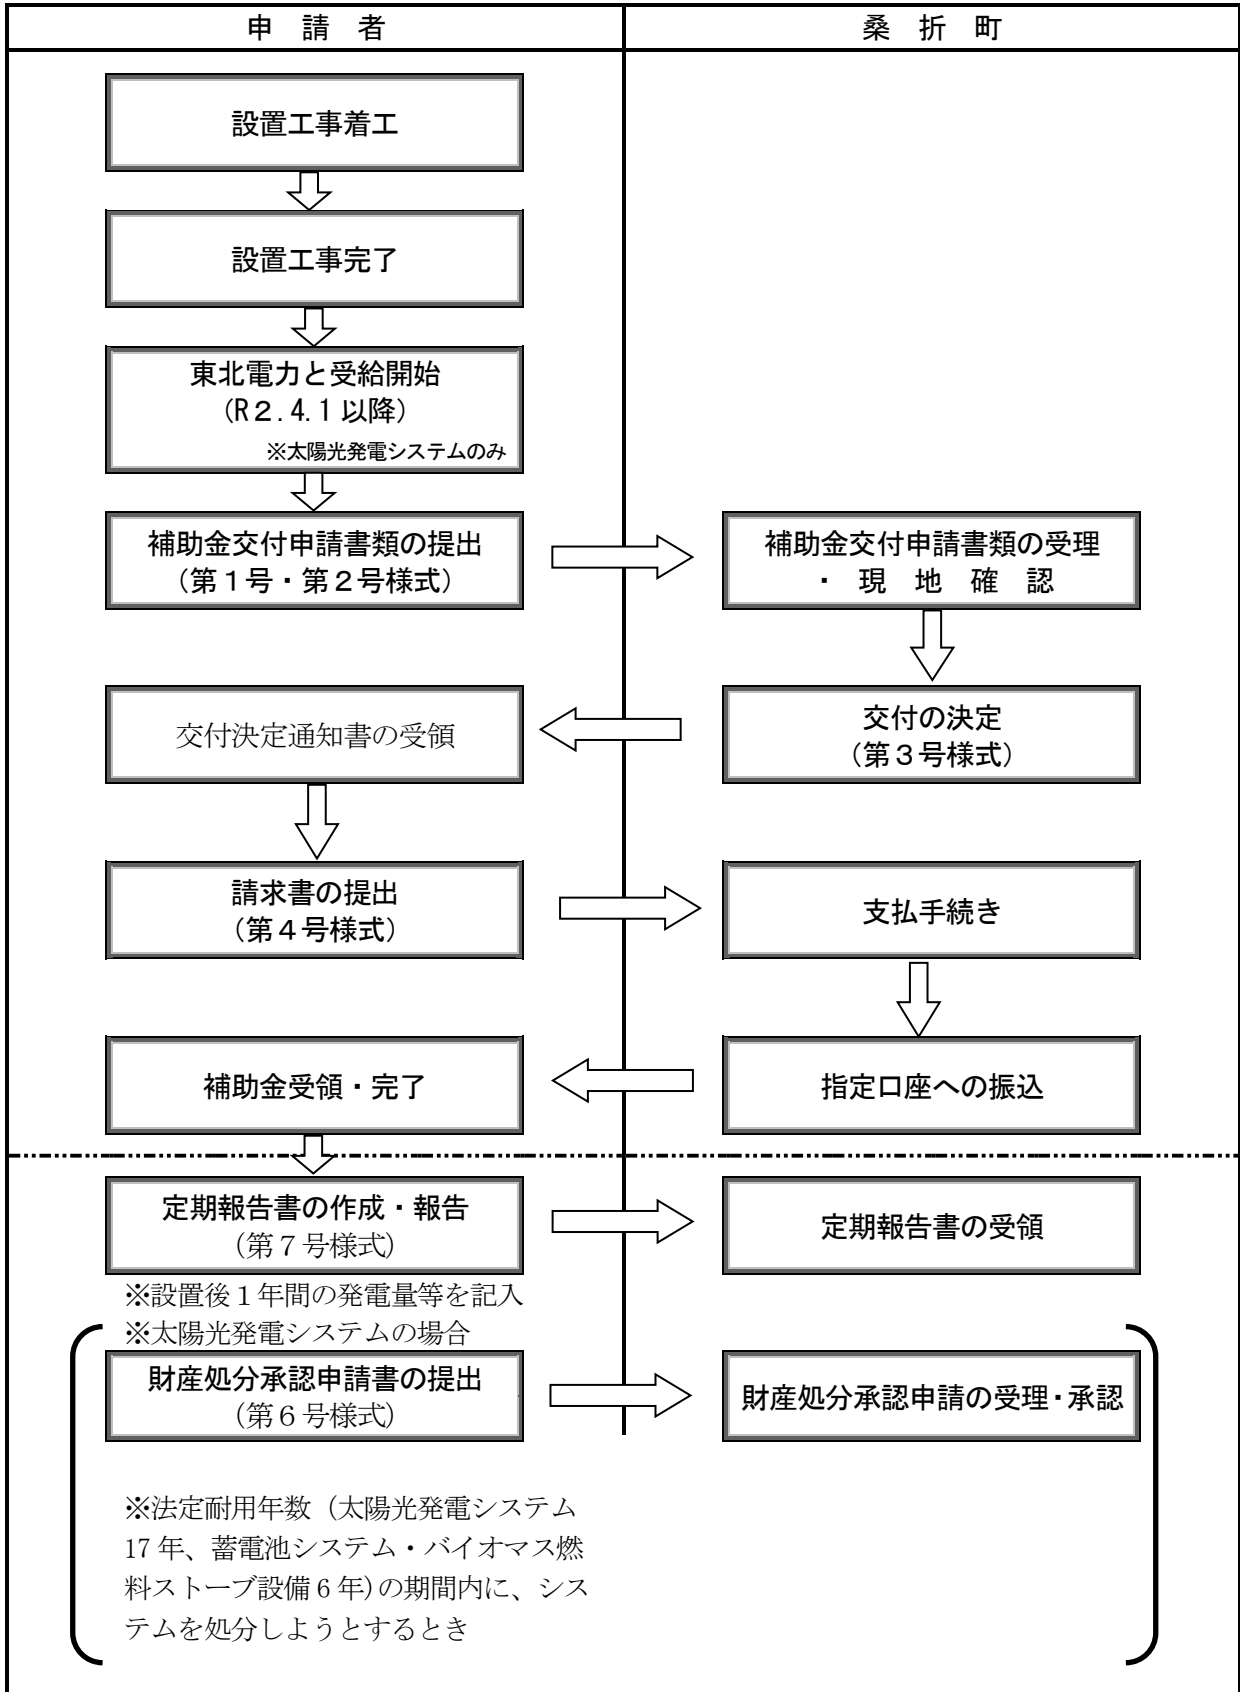 申　請　者
桑　折　町
設置工事着工
設置工事完了
東北電力と受給開始
（R２.４.１以降）
※太陽光発電システムのみ
補助金交付申請書類の提出
（第１号・第２号様式）
補助金交付申請書類の受理
・　現　地　確　認
交付決定通知書の受領
交付の決定
（第３号様式）
請求書の提出
（第４号様式）
支払手続き
補助金受領・完了
指定口座への振込
定期報告書の作成・報告
（第７号様式）
定期報告書の受領
※設置後１年間の発電量等を記入
※太陽光発電システムの場合
財産処分承認申請書の提出
（第６号様式）
財産処分承認申請の受理・承認
※法定耐用年数（太陽光発電システム
17年、蓄電池システム・バイオマス燃
料ストーブ設備６年)の期間内に、シス
テムを処分しようとするとき